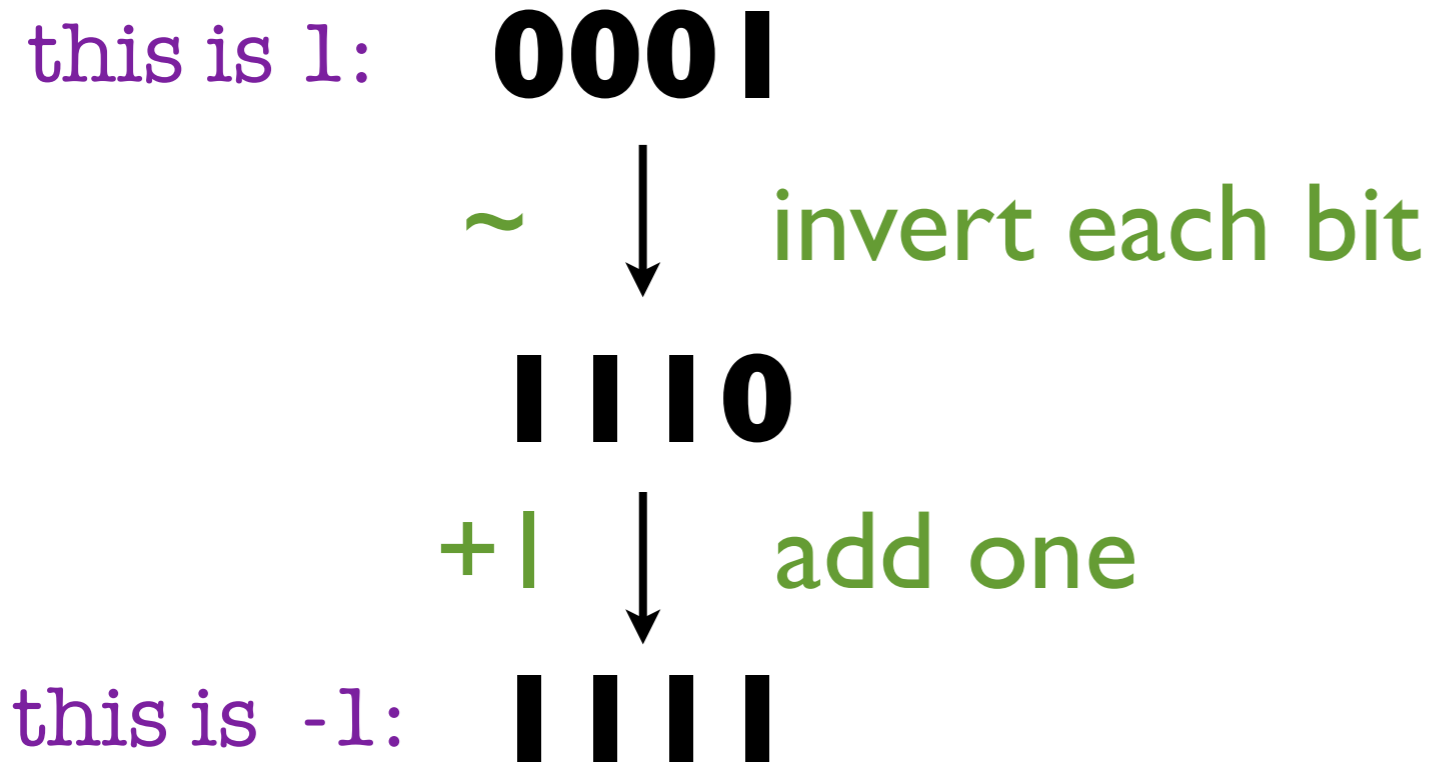 this is 1: 0001
~ invert each bit
1110
+1 add one
this is -1: 1111